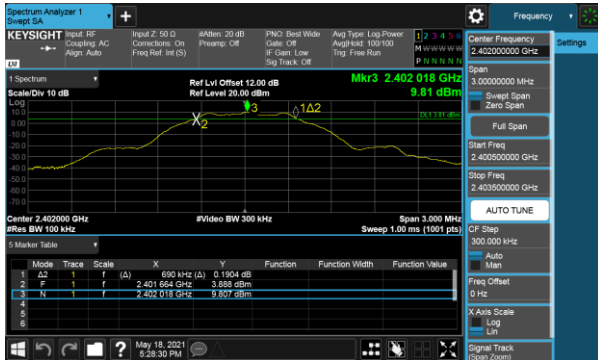 Spectrum Analyzer 1
Swept SA
Frequency
KEYSIGHT
Input: RF
Coupling: AC
Align: Auto
Input Z: 50 Ω
Corrections: On
Freq Ref: Int (S)
#Atten: 20 dB
Preamp: Off
PNO: Best Wide
Gate: Off
IF Gain: Low
Sig Track: Off
Avg Type: Log-Power
Avg|Hold: 100/100
Trig: Free Run
1 2 3 4 5 6
M W W W W W
P N N N N N
1 Spectrum
Scale/Div 10 dB
Ref Lvl Offset 12.00 dB
Ref Level 20.00 dBm
Mkr3 2.402 018 GHz
9.81 dBm
Log
10.0
0.00
-10.0
-20.0
-30.0
-40.0
-50.0
-60.0
-70.0
2
3
1Δ2
DL1 3.81 dBm
Center 2.402000 GHz
#Res BW 100 kHz
#Video BW 300 kHz
Span 3.000 MHz
Sweep 1.00 ms (1001 pts)
5 Marker Table
Mode Trace Scale X Y Function Function Width Function Value
1 Δ2 1 f (Δ) 690 kHz (Δ) 0.1904 dB
2 F 1 f 2.401 664 GHz 3.888 dBm
3 N 1 f 2.402 018 GHz 9.807 dBm
4
5
6
May 18, 2021
5:28:30 PM
Center Frequency
2.402000000 GHz
Span
3.00000000 MHz
Swept Span
Zero Span
Full Span
Start Freq
2.400500000 GHz
Stop Freq
2.403500000 GHz
AUTO TUNE
CF Step
300.000 kHz
Auto
Man
Freq Offset
0 Hz
X Axis Scale
Log
Lin
Signal Track
(Span Zoom)
Settings